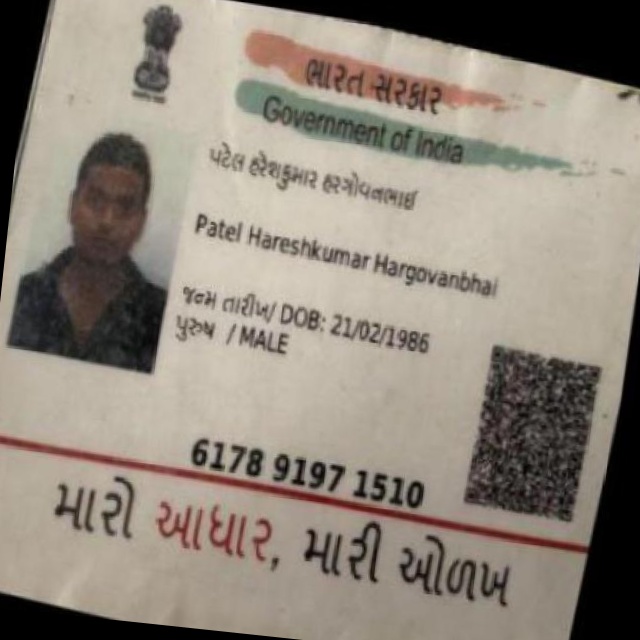 ભારત સરકાર
Government of India
પટેલ હરેશકુમાર હરગોવનભાઈ
Patel Hareshkumar Hargovanbhai
જન્મ તારીખ/ DOB: 21/02/1986
પુરુષ / MALE
6178 9197 1510
મારો આધાર, મારી ઓળખ